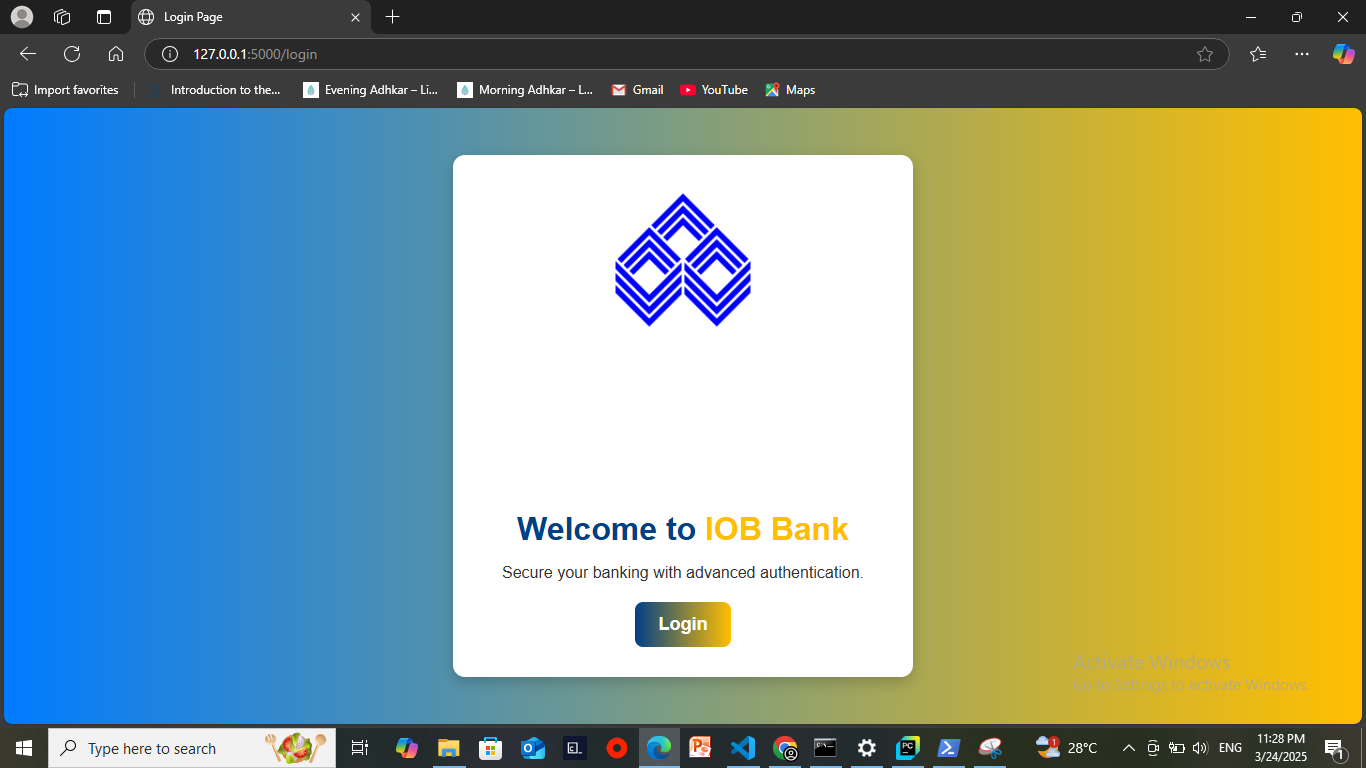 Login Page
127.0.0.1:5000/login
Import favorites
Introduction to the...
Evening Adhkar – Li...
Morning Adhkar – L...
Gmail
YouTube
Maps
Welcome to IOB Bank
Secure your banking with advanced authentication.
Login
Activate Windows
Go to Settings to activate Windows.
Type here to search
1
28°C
ENG
11:28 PM
3/24/2025
1